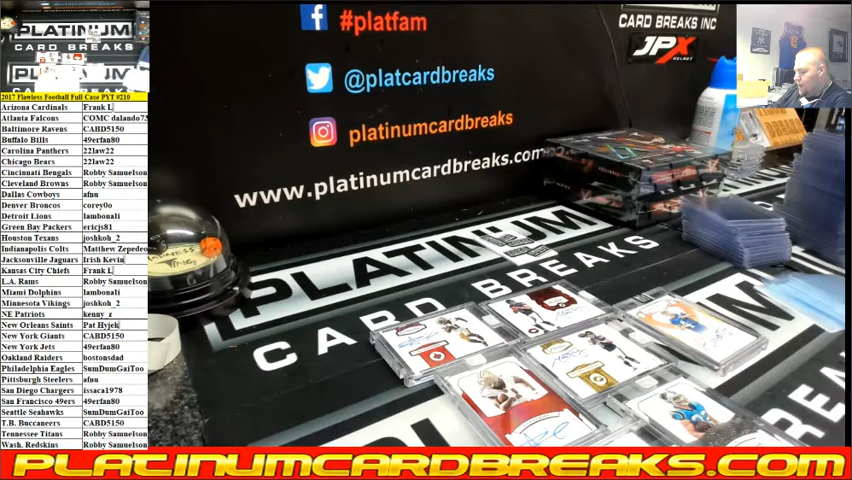 PLATINUM
CARD BREAKS
#platfam
@platcardbreaks
platinumcardbreaks
www.platinumcardbreaks.com
CARD BREAKS INC
JPX
HELMET
PLATINUM
CARD BREAKS
2017 Flawless Football Full Case PYT #210
Arizona Cardinals Frank L
Atlanta Falcons COMC dalando73
Baltimore Ravens CABD5150
Buffalo Bills 49erfan80
Carolina Panthers 22law22
Chicago Bears 22law22
Cincinnati Bengals Robby Samuelson
Cleveland Browns Robby Samuelson
Dallas Cowboys afnu
Denver Broncos corey0o
Detroit Lions lambonali
Green Bay Packers ericjs81
Houston Texans joshkoh_2
Indianapolis Colts Matthew Zepedeo
Jacksonville Jaguars Irish Kevin
Kansas City Chiefs Frank L
L.A. Rams Robby Samuelson
Miami Dolphins lambonali
Minnesota Vikings joshkoh_2
NE Patriots kenny_z
New Orleans Saints Pat Hyjek
New York Giants CABD5150
New York Jets 49erfan80
Oakland Raiders bostonsdad
Philadelphia Eagles SumDumGaiToo
Pittsburgh Steelers afnu
San Diego Chargers issaca1978
San Francisco 49ers 49erfan80
Seattle Seahawks SumDumGaiToo
T.B. Buccaneers CABD5150
Tennessee Titans Robby Samuelson
Wash. Redskins Robby Samuelson
PLATINUMCARDBREAKS.COM